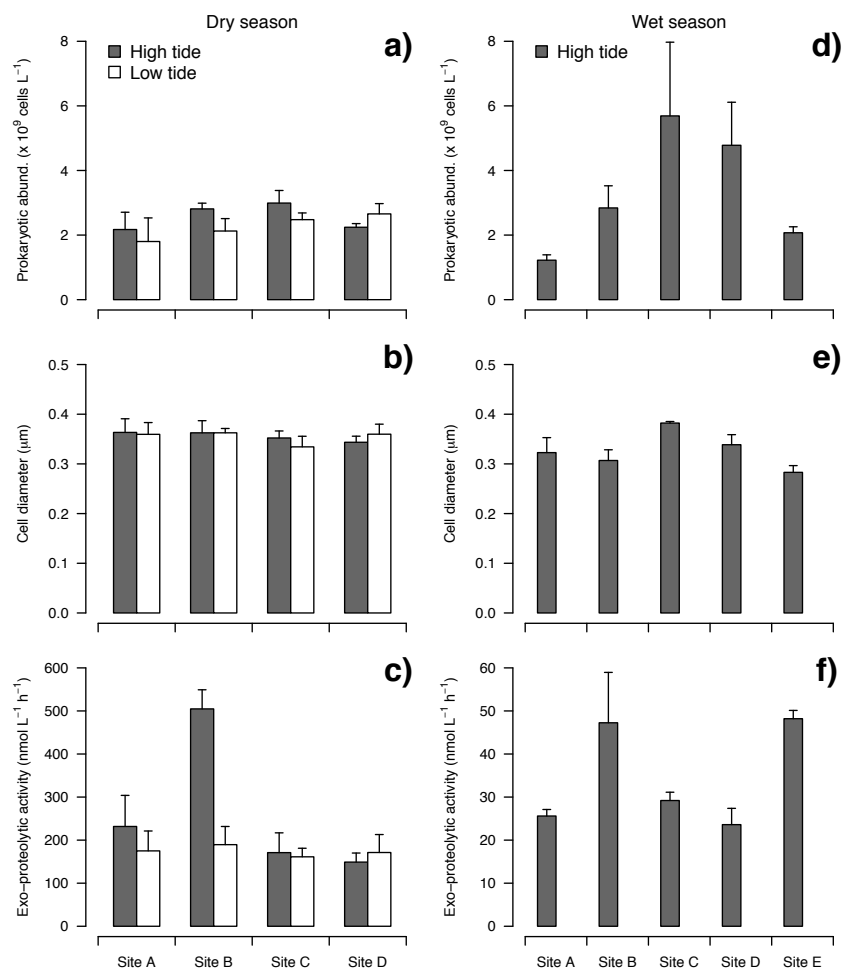 Dry season
a)
High tide
Low tide
Prokaryotic abund. (x 10⁹ cells L⁻¹)
8
6
4
2
0
Wet season
d)
High tide
Prokaryotic abund. (x 10⁹ cells L⁻¹)
8
6
4
2
0
b)
Cell diameter (μm)
0.5
0.4
0.3
0.2
0.1
0.0
e)
Cell diameter (μm)
0.5
0.4
0.3
0.2
0.1
0.0
c)
Exo−proteolytic activity (nmol L⁻¹ h⁻¹)
600
500
400
300
200
100
0
Site A Site B Site C Site D
f)
Exo−proteolytic activity (nmol L⁻¹ h⁻¹)
60
50
40
30
20
10
0
Site A Site B Site C Site D Site E